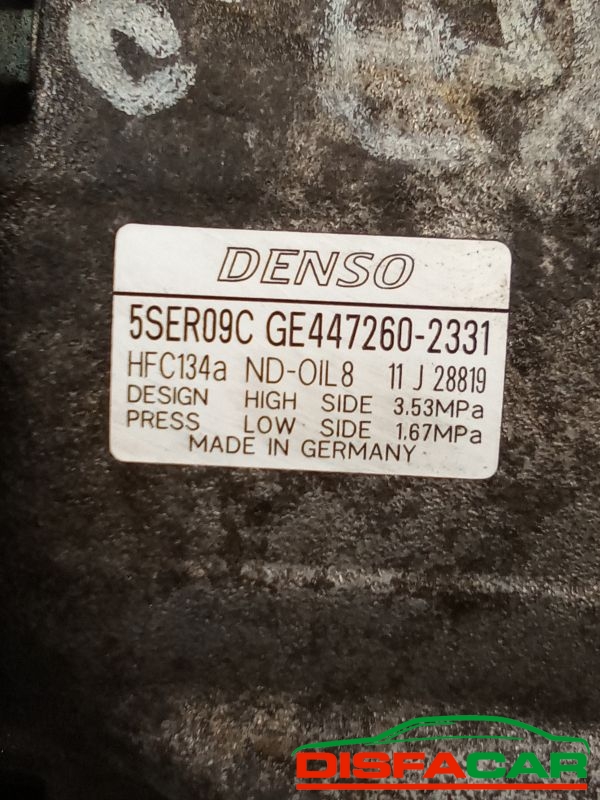 DENSO
5SER09C GE447260-2331
HFC134a ND-OIL8 11 J 28819
DESIGN HIGH SIDE 3.53MPa
PRESS LOW SIDE 1.67MPa
MADE IN GERMANY
DISFACAR